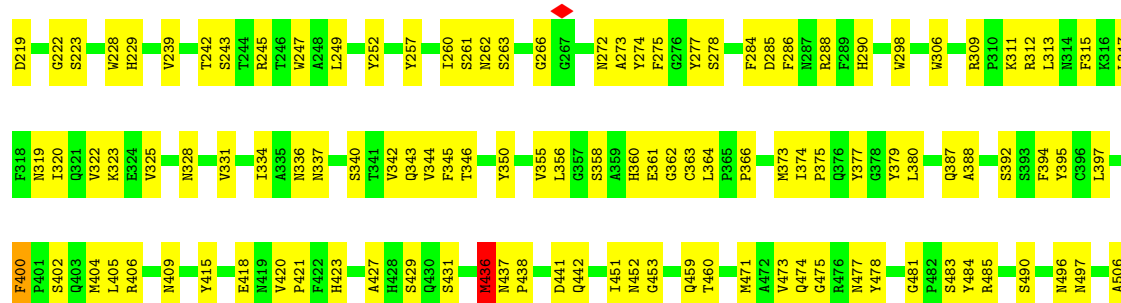 D219 G222 S223 W228 H229 V239 T242 S243 T244 R245 T246 W247 A248 L249 Y252 Y257 I260 S261 N262 S263 G266 G267 N272 A273 Y274 F275 G276 Y277 S278 F284 D285 F286 N287 R288 F289 H290 W298 W306 R309 P310 K311 R312 L313 N314 F315 K316
F318 N319 I320 Q321 V322 K323 E324 V325 N328 V331 I334 A335 N336 N337 S340 T341 V342 Q343 V344 F345 T346 Y350 V355 L356 G357 S358 A359 H360 E361 G362 C363 L364 P365 P366 M373 I374 P375 Q376 Y377 G378 Y379 L380 Q387 A388 S392 S393 F394 Y395 C396 L397
F400 P401 S402 Q403 M404 L405 R406 N409 Y415 E418 N419 V420 P421 F422 H423 A427 H428 S429 Q430 S431 M436 N437 P438 D441 Q442 I451 N452 G453 Q459 T460 M471 A472 V473 Q474 G475 R476 N477 Y478 G481 P482 S483 Y484 R485 S490 N496 N497 A506